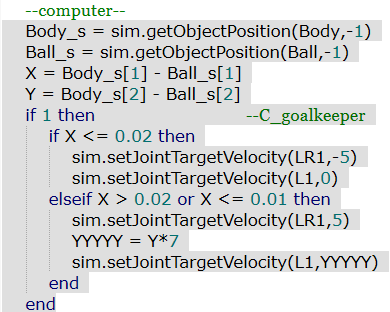 --computer--
Body_s = sim.getObjectPosition(Body,-1)
Ball_s = sim.getObjectPosition(Ball,-1)
X = Body_s[1] - Ball_s[1]
Y = Body_s[2] - Ball_s[2]
if 1 then --C_goalkeeper
if X <= 0.02 then
sim.setJointTargetVelocity(LR1,-5)
sim.setJointTargetVelocity(L1,0)
elseif X > 0.02 or X <= 0.01 then
sim.setJointTargetVelocity(LR1,5)
YYYYY = Y*7
sim.setJointTargetVelocity(L1,YYYYY)
end
end